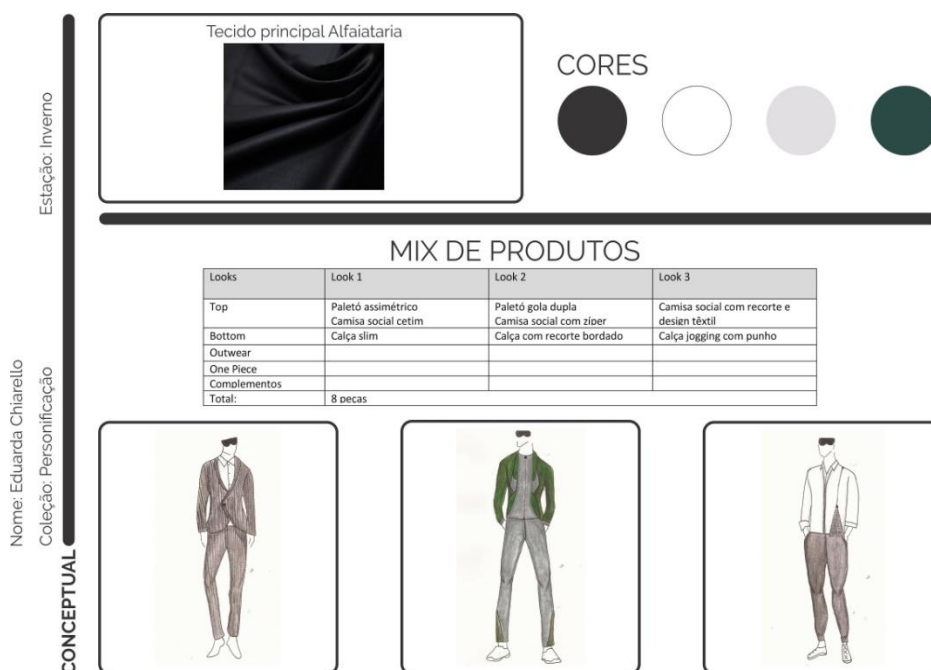 Tecido principal Alfaiataria
CORES
Estação: Inverno
MIX DE PRODUTOS
Looks Look 1 Look 2 Look 3
Top Paletó assimétrico Paletó gola dupla Camisa social com recorte e
Camisa social cetim Camisa social com zíper design têxtil
Bottom Calça slim Calça com recorte bordado Calça jogging com punho
Outwear
One Piece
Complementos
Total: 8 peças
Nome: Eduarda Chiarello
Coleção: Personificação
CONCEPTUAL